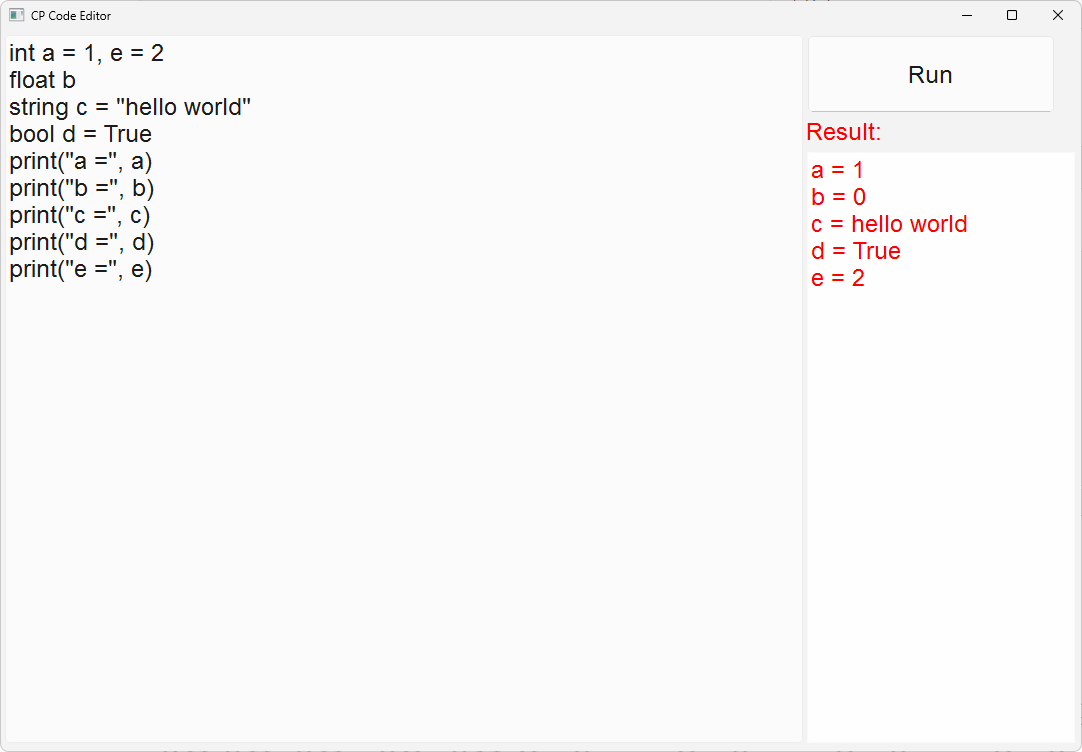 CP Code Editor
int a = 1, e = 2
float b
string c = "hello world"
bool d = True
print("a =", a)
print("b =", b)
print("c =", c)
print("d =", d)
print("e =", e)
Run
Result:
a = 1
b = 0
c = hello world
d = True
e = 2